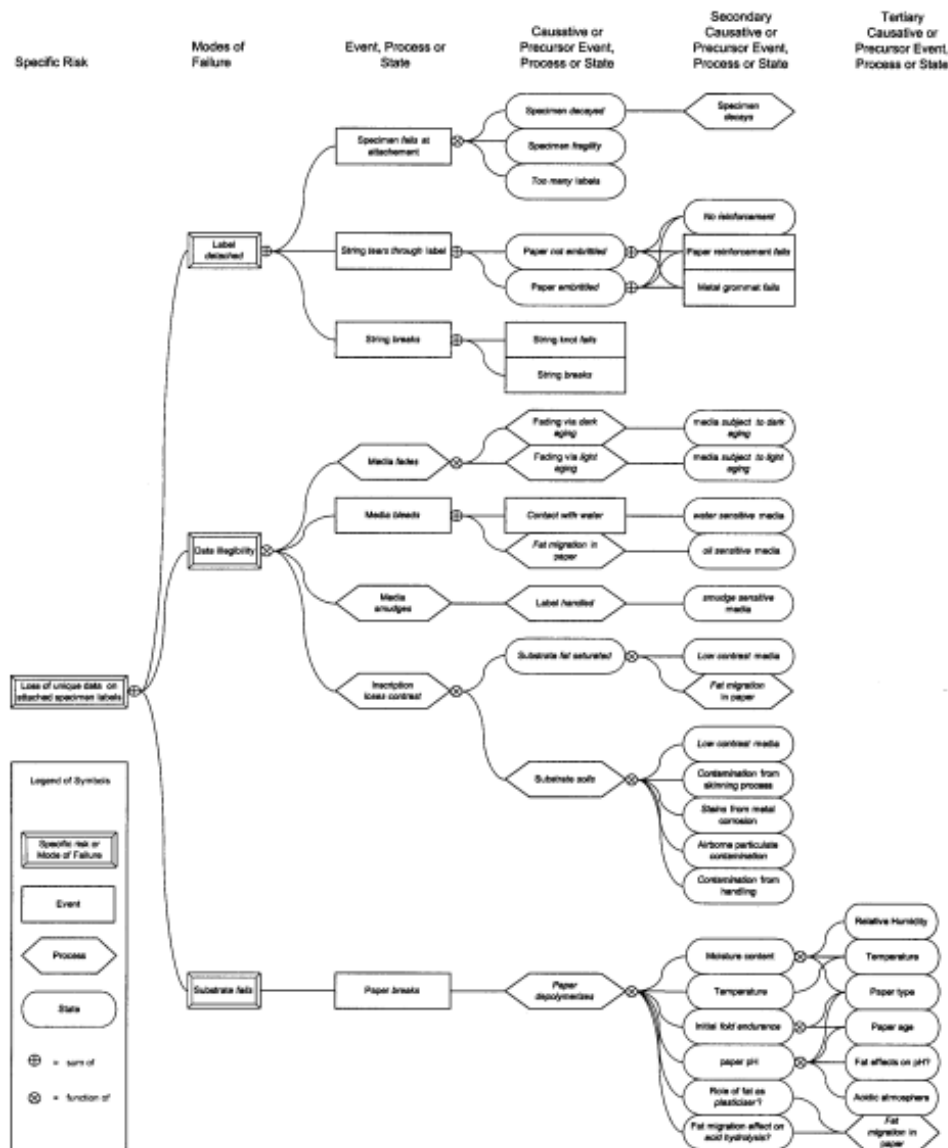 Specific Risk
Modes of
Failure
Event, Process or
State
Causative or
Precursor Event,
Process or State
Secondary
Causative or
Precursor Event,
Process or State
Tertiary
Causative or
Precursor Event,
Process or State
Specimen decayed
Specimen
decays
Specimen fails at
attachement
Specimen fragility
Too many labels
Label
detached
String tears through label
Paper not embrittled
Paper embrittled
No reinforcement
Paper reinforcement fails
Metal grommat fails
String breaks
String knot fails
String breaks
Media fades
Fading via dark
aging
Fading via light
aging
media subject to dark
aging
media subject to light
aging
Data illegibility
Media bleeds
Contact with water
Fat migration in
paper
water sensitive media
oil sensitive media
Media
smudges
Label handled
smudge sensitive
media
Inscription
loses contrast
Substrate fat saturated
Low contrast media
Fat migration
in paper
Substrate soils
Low contrast media
Contamination from
skinning process
Stains from metal
corrosion
Airborne particulate
contamination
Contamination from
handling
Loss of unique data on
attached specimen labels
Legend of Symbols
Specific risk or
Mode of Failure
Event
Process
State
⊕ = sum of
⊗ = function of
Substrate fails
Paper breaks
Paper
depolymerizes
Moisture content
Temperature
Initial fold endurance
paper pH
Role of fat as
plasticiser?
Fat migration effect on
acid hydrolysis?
Relative Humidity
Temperature
Paper type
Paper age
Fat effects on pH?
Acidic atmosphere
Fat
migration in
paper